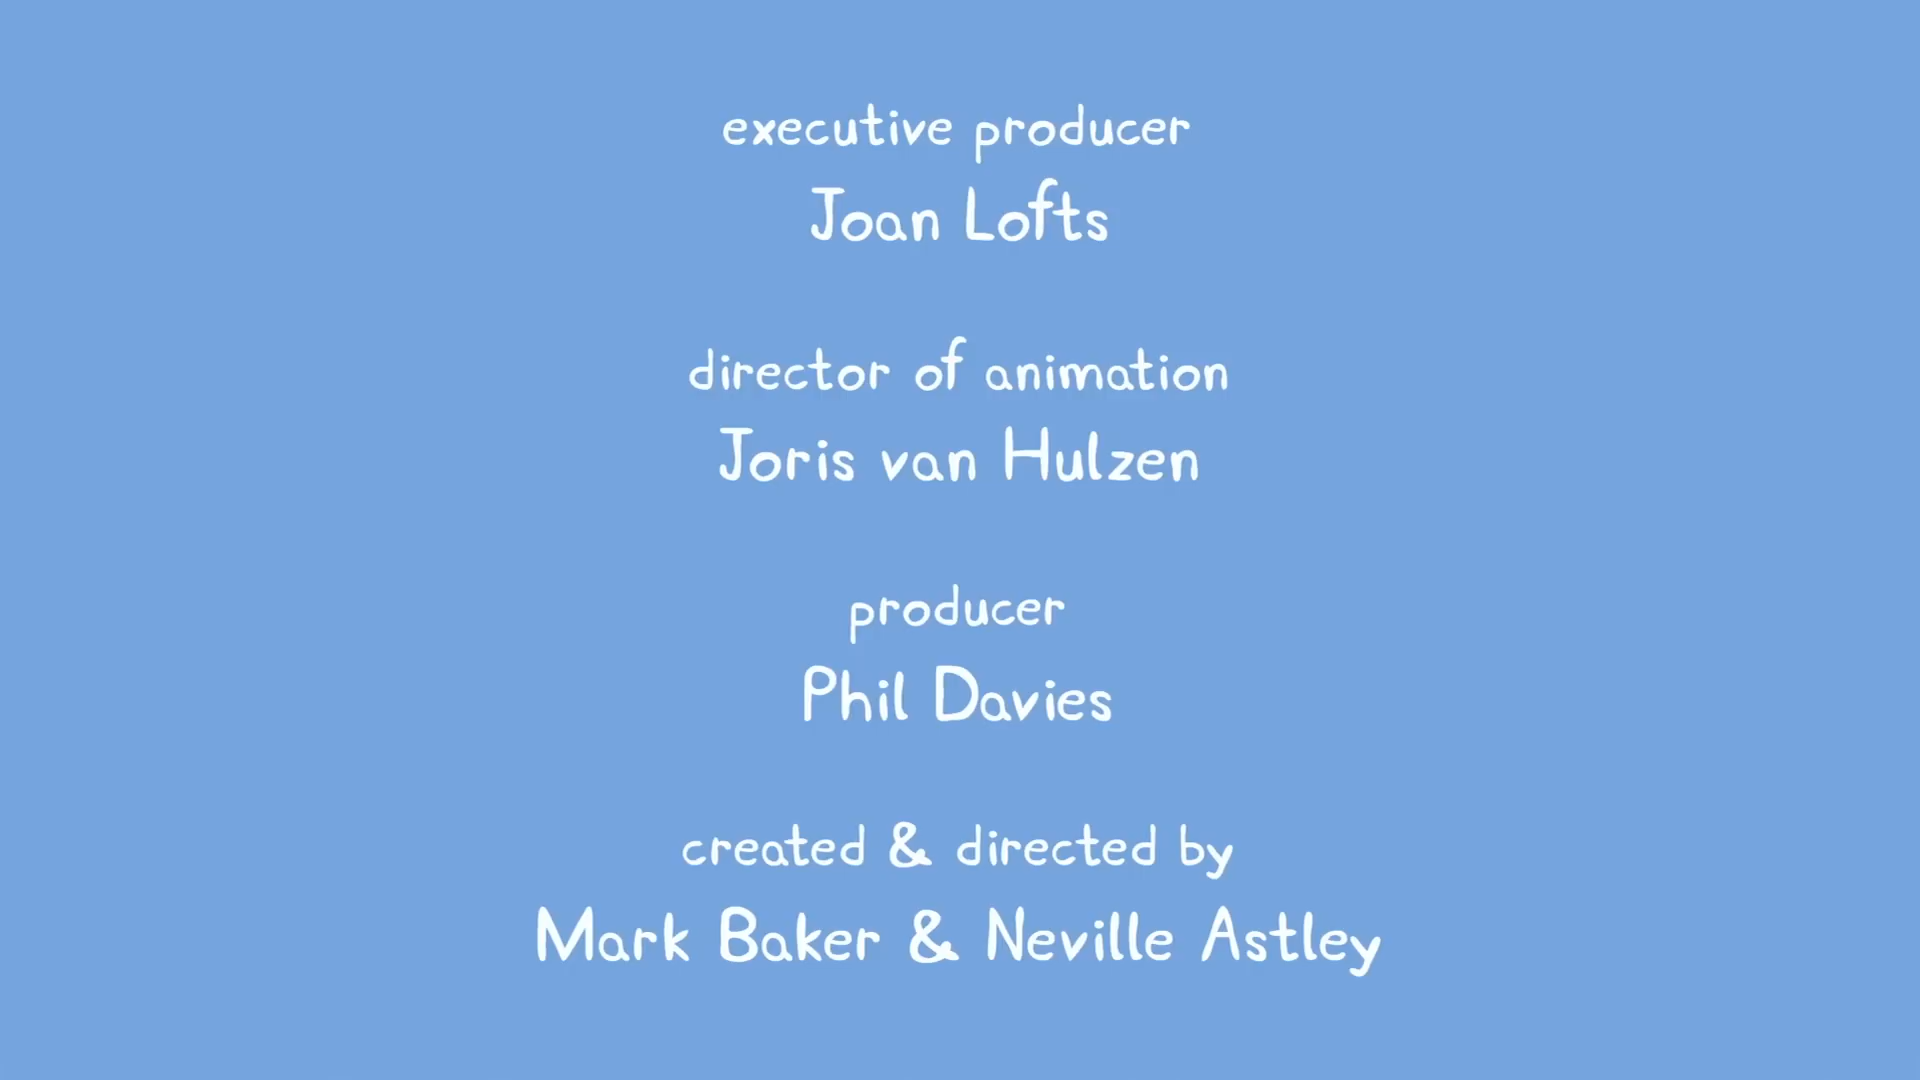 executive producer
Joan Lofts
director of animation
Joris van Hulzen
producer
Phil Davies
created & directed by
Mark Baker & Neville Astley